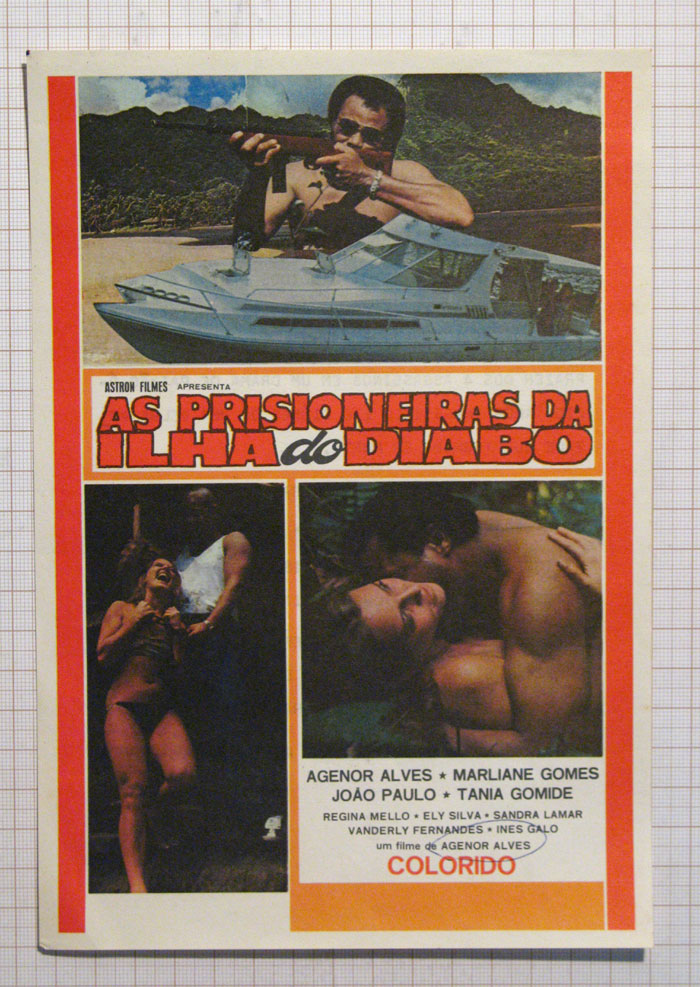 ASTRON FILMES APRESENTA
AS PRISIONEIRAS DA
ILHA do DIABO
AGENOR ALVES ★ MARLIANE GOMES
JOÃO PAULO ★ TANIA GOMIDE
REGINA MELLO ★ ELY SILVA ★ SANDRA LAMAR
VANDERLY FERNANDES ★ INES GALO
um filme de AGENOR ALVES
COLORIDO